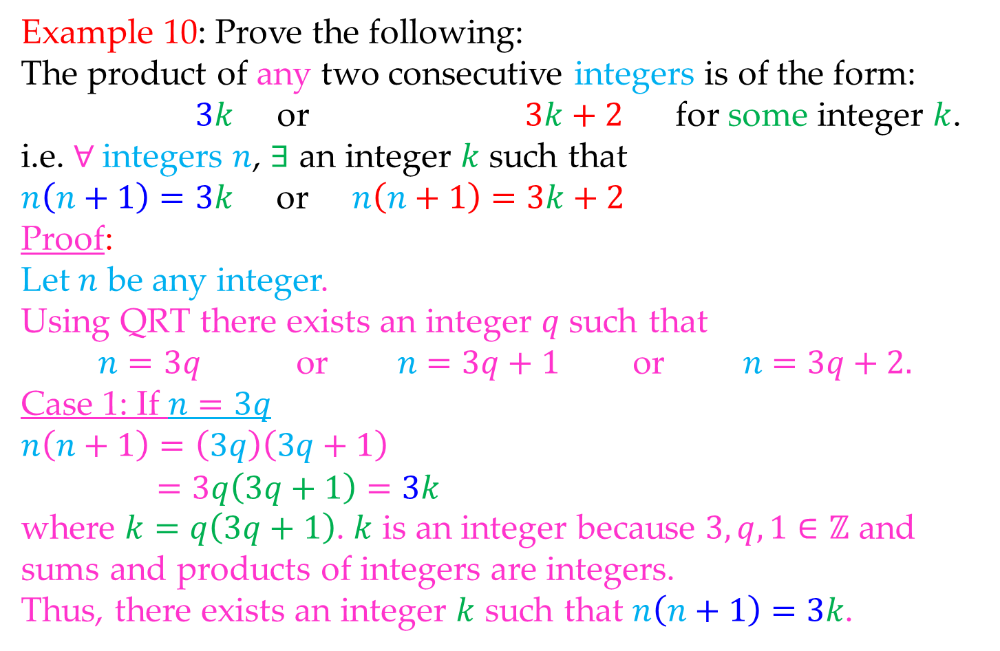 Example 10: Prove the following:
The product of any two consecutive integers is of the form:
3k or 3k + 2 for some integer k.
i.e. ∀ integers n, ∃ an integer k such that
n(n + 1) = 3k or n(n + 1) = 3k + 2
Proof:
Let n be any integer.
Using QRT there exists an integer q such that
n = 3q or n = 3q + 1 or n = 3q + 2.
Case 1: If n = 3q
n(n + 1) = (3q)(3q + 1)
= 3q(3q + 1) = 3k
where k = q(3q + 1). k is an integer because 3, q, 1 ∈ ℤ and
sums and products of integers are integers.
Thus, there exists an integer k such that n(n + 1) = 3k.